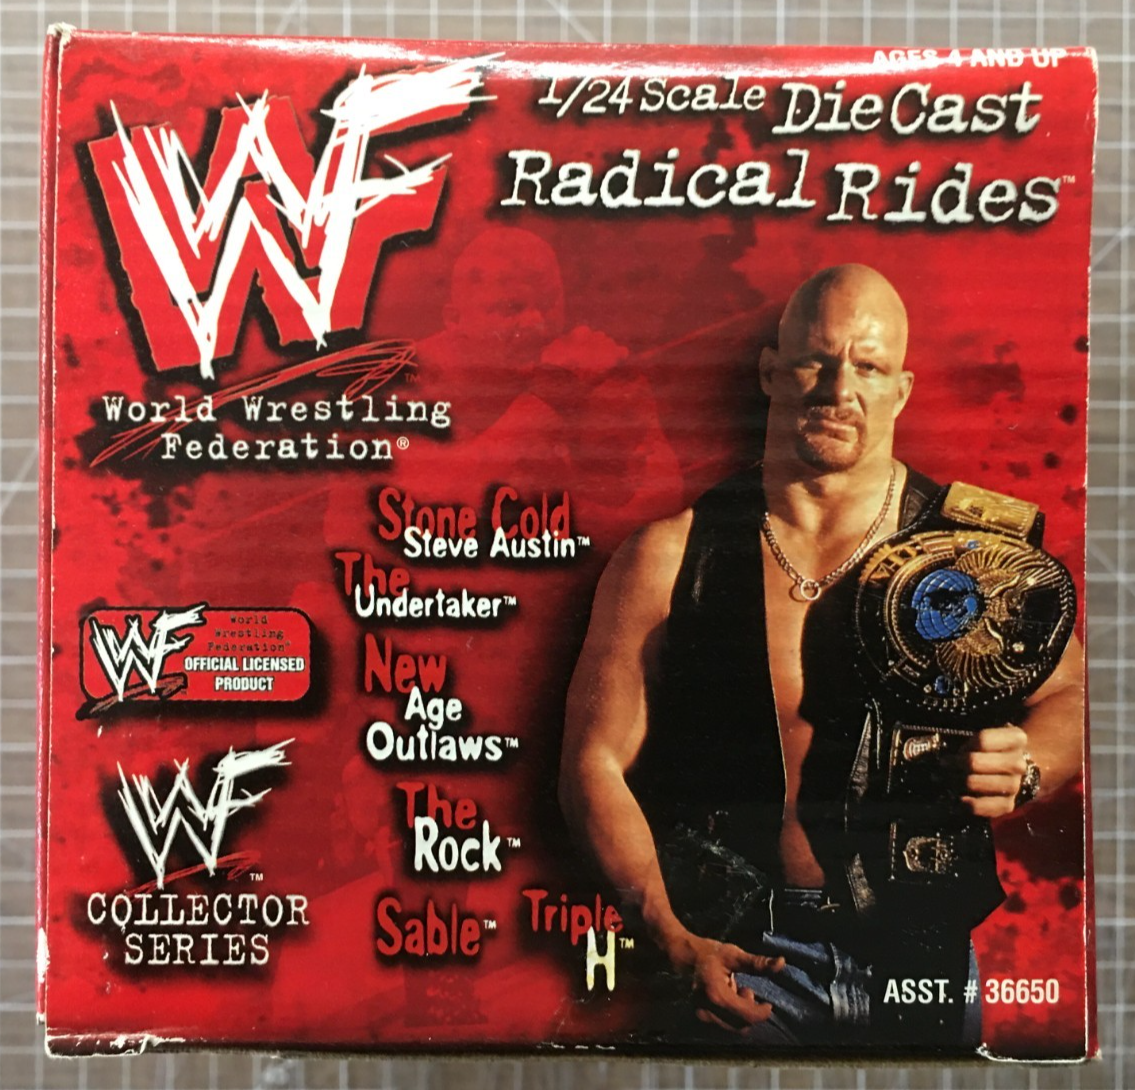 AGES 4 AND UP
1/24 Scale DieCast
Radical Rides™
WF
World Wrestling
Federation®
Stone Cold
Steve Austin™
The
Undertaker™
New
Age
Outlaws™
The
Rock™
Sable™
Triple
H™
WF
World
Wrestling
Federation™
OFFICIAL LICENSED
PRODUCT
WF™
COLLECTOR
SERIES
ASST. # 36650